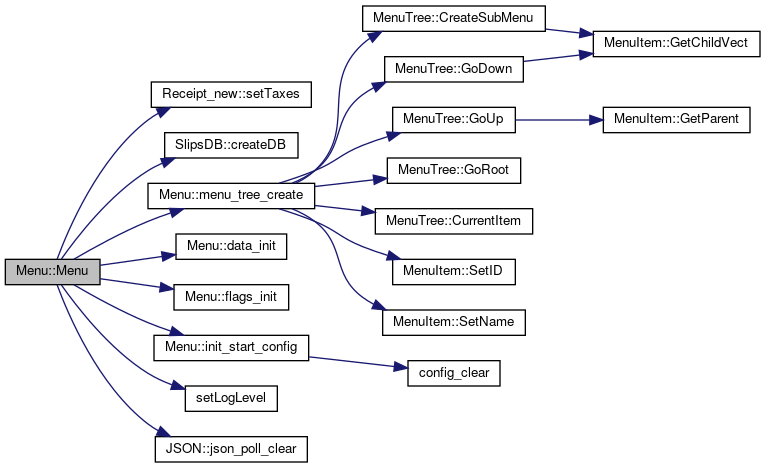 Menu::Menu
Receipt_new::setTaxes
SlipsDB::createDB
Menu::menu_tree_create
Menu::data_init
Menu::flags_init
Menu::init_start_config
setLogLevel
JSON::json_poll_clear
MenuTree::CreateSubMenu
MenuTree::GoDown
MenuTree::GoUp
MenuTree::GoRoot
MenuTree::CurrentItem
MenuItem::SetID
MenuItem::SetName
config_clear
MenuItem::GetChildVect
MenuItem::GetParent